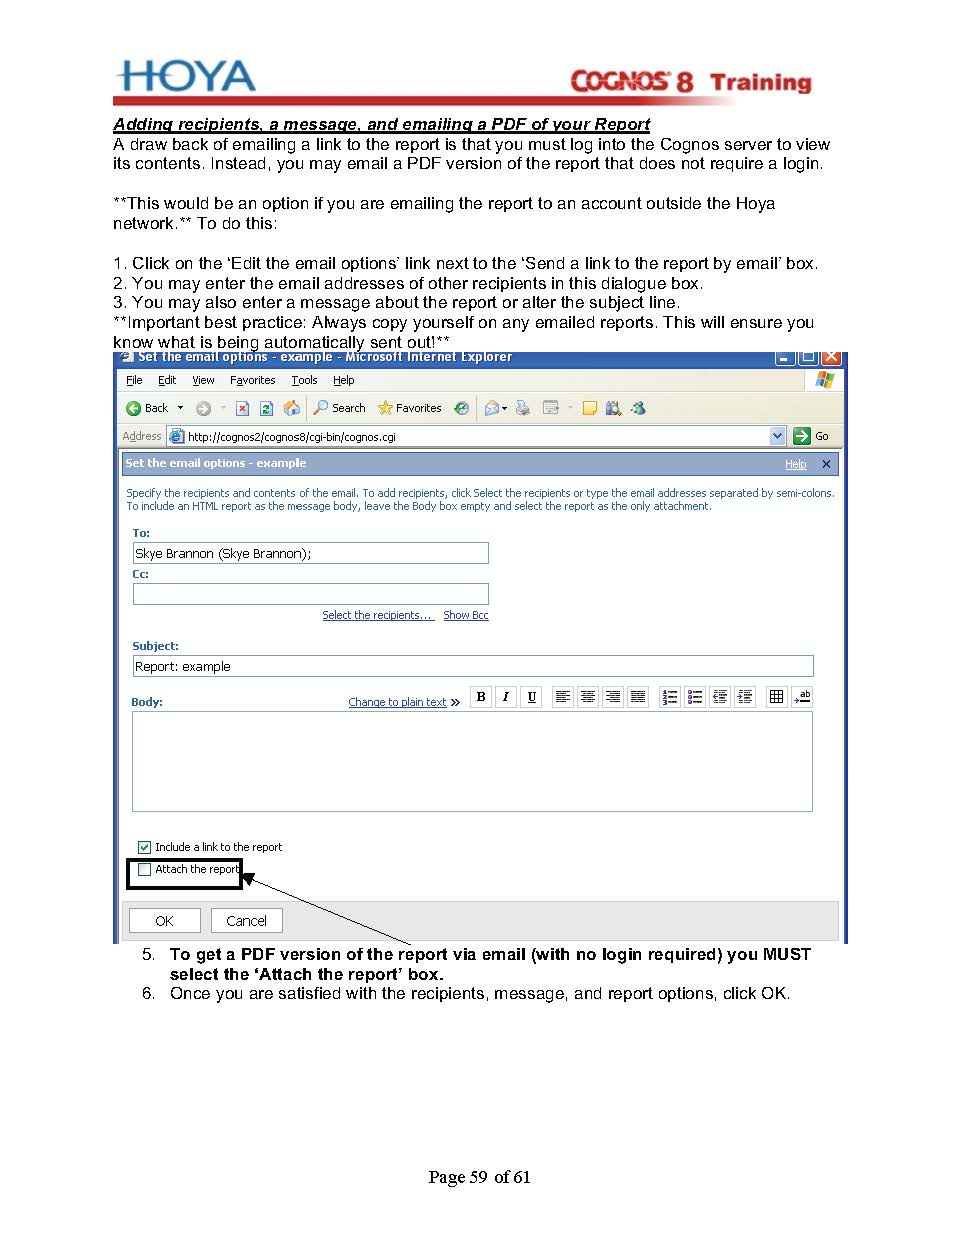 HOYA
COGNOS 8 Training
Adding recipients, a message, and emailing a PDF of your Report
A draw back of emailing a link to the report is that you must log into the Cognos server to view
its contents. Instead, you may email a PDF version of the report that does not require a login.
**This would be an option if you are emailing the report to an account outside the Hoya
network.** To do this:
1. Click on the ‘Edit the email options’ link next to the ‘Send a link to the report by email’ box.
2. You may enter the email addresses of other recipients in this dialogue box.
3. You may also enter a message about the report or alter the subject line.
**Important best practice: Always copy yourself on any emailed reports. This will ensure you
know what is being automatically sent out!**
Set the email options - example - Microsoft Internet Explorer
File Edit View Favorites Tools Help
Back Search Favorites
Address http://cognos2/cognos8/cgi-bin/cognos.cgi Go
Set the email options - example Help
Specify the recipients and contents of the email. To add recipients, click Select the recipients or type the email addresses separated by semi-colons.
To include an HTML report as the message body, leave the Body box empty and select the report as the only attachment.
To:
Skye Brannon (Skye Brannon);
Cc:
Select the recipients... Show Bcc
Subject:
Report: example
Body: Change to plain text » B I U ab
Include a link to the report
Attach the report
OK Cancel
5. To get a PDF version of the report via email (with no login required) you MUST
select the ‘Attach the report’ box.
6. Once you are satisfied with the recipients, message, and report options, click OK.
Page 59 of 61